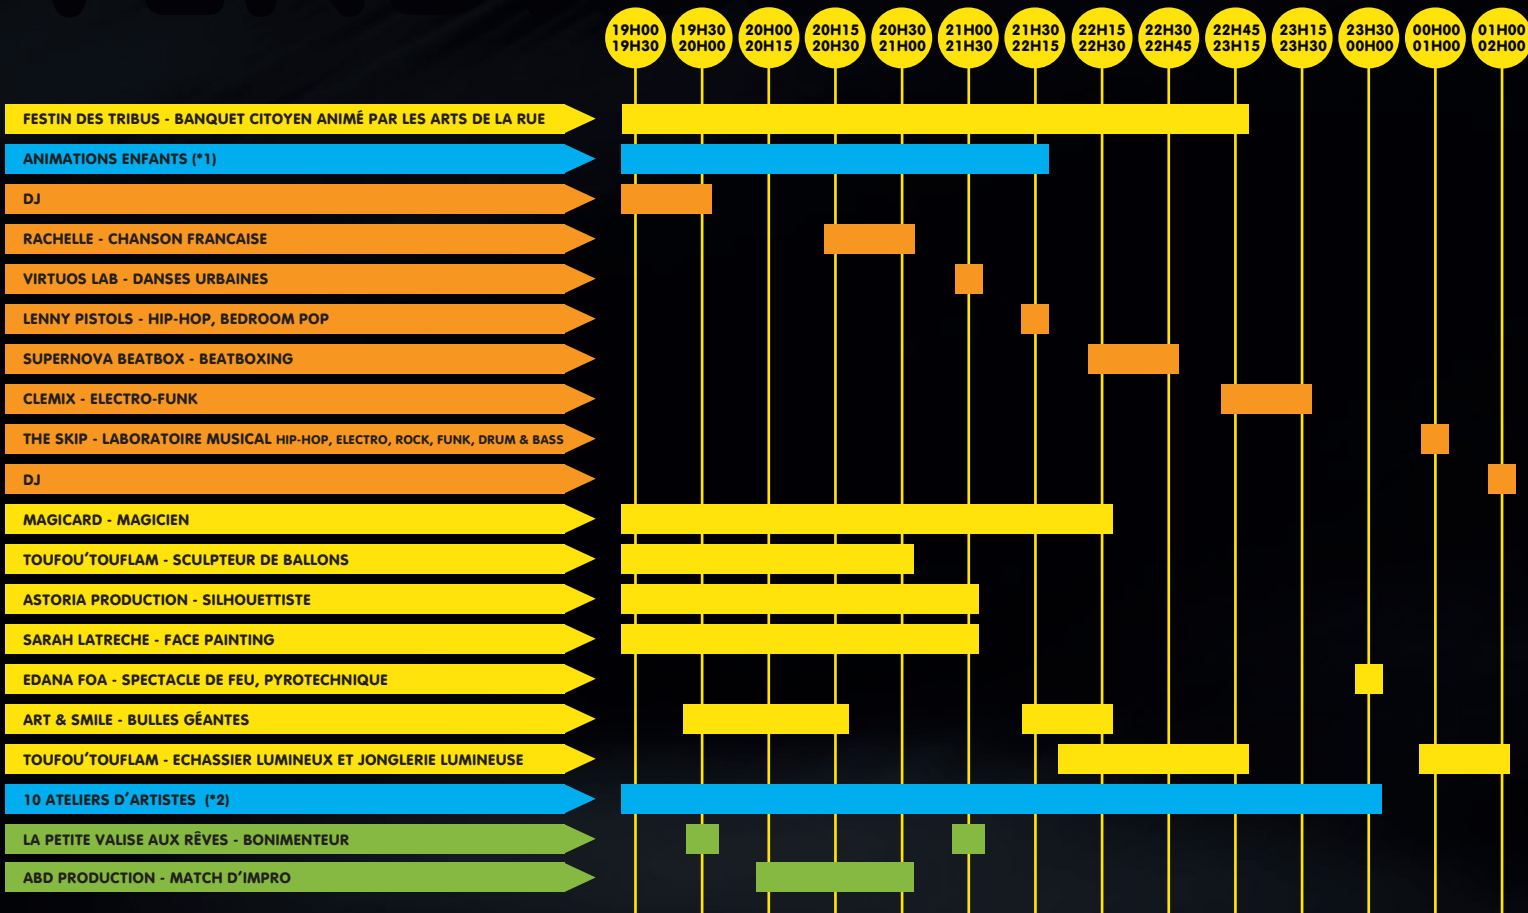 19H00 19H30 20H00 20H15 20H30 21H00 21H30 22H15 22H30 22H45 23H15 23H30 00H00 01H00
19H30 20H00 20H15 20H30 21H00 21H30 22H15 22H30 22H45 23H15 23H30 00H00 01H00 02H00
FESTIN DES TRIBUS - BANQUET CITOYEN ANIMÉ PAR LES ARTS DE LA RUE
ANIMATIONS ENFANTS (*1)
DJ
RACHELLE - CHANSON FRANCAISE
VIRTUOS LAB - DANSES URBAINES
LENNY PISTOLS - HIP-HOP, BEDROOM POP
SUPERNOVA BEATBOX - BEATBOXING
CLEMIX - ELECTRO-FUNK
THE SKIP - LABORATOIRE MUSICAL HIP-HOP, ELECTRO, ROCK, FUNK, DRUM & BASS
DJ
MAGICARD - MAGICIEN
TOUFOU'TOUFLAM - SCULPTEUR DE BALLONS
ASTORIA PRODUCTION - SILHOUETTISTE
SARAH LATRECHE - FACE PAINTING
EDANA FOA - SPECTACLE DE FEU, PYROTECHNIQUE
ART & SMILE - BULLES GÉANTES
TOUFOU'TOUFLAM - ECHASSIER LUMINEUX ET JONGLERIE LUMINEUSE
10 ATELIERS D'ARTISTES (*2)
LA PETITE VALISE AUX RÊVES - BONIMENTEUR
ABD PRODUCTION - MATCH D'IMPRO